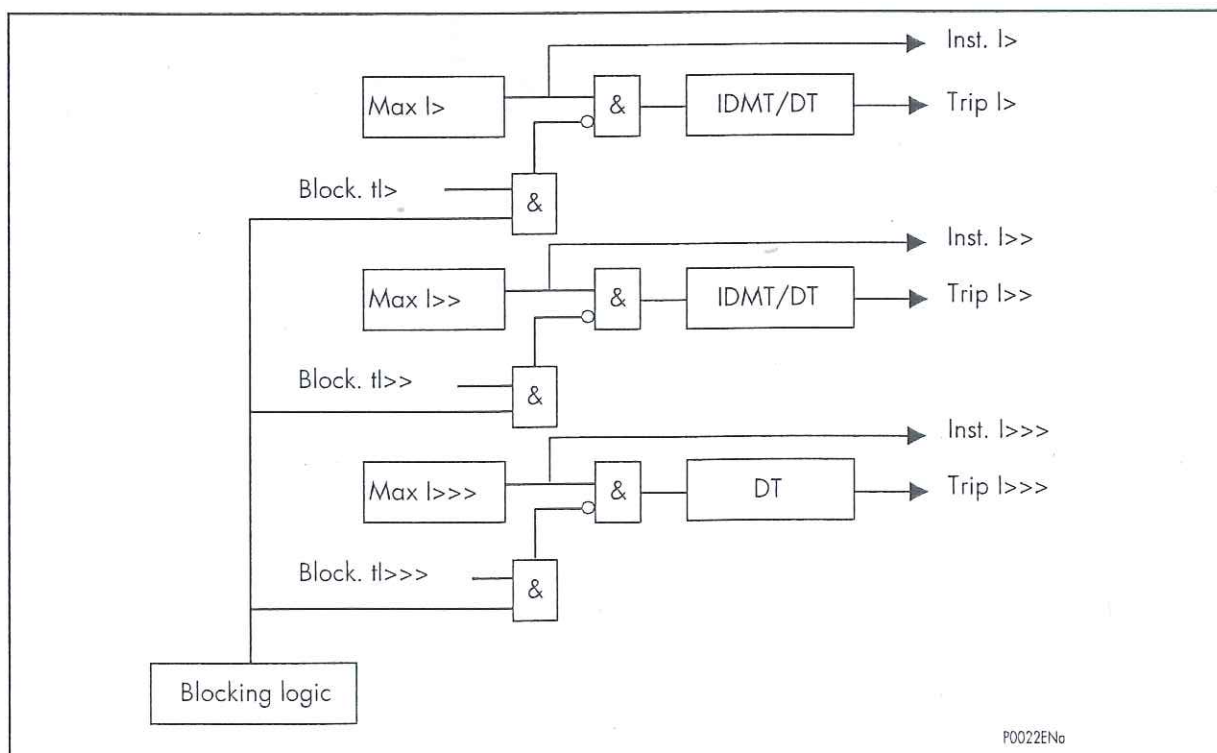 Inst. I>
Max I>
&
IDMT/DT
Trip I>
Block. tI>
&
Inst. I>>
Max I>>
&
IDMT/DT
Trip I>>
Block. tI>>
&
Inst. I>>>
Max I>>>
&
DT
Trip I>>>
Block. tI>>>
&
Blocking logic
P0022ENa